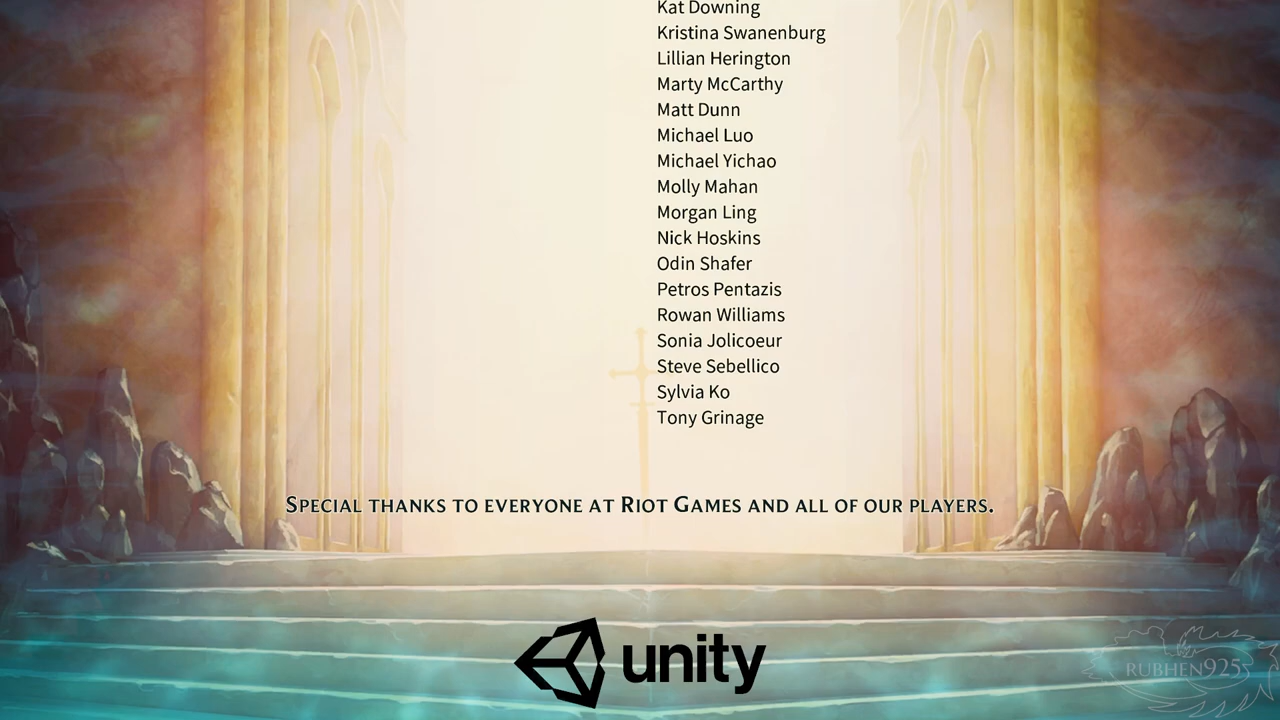 Kat Downing
Kristina Swanenburg
Lillian Herington
Marty McCarthy
Matt Dunn
Michael Luo
Michael Yichao
Molly Mahan
Morgan Ling
Nick Hoskins
Odin Shafer
Petros Pentazis
Rowan Williams
Sonia Jolicoeur
Steve Sebellico
Sylvia Ko
Tony Grinage
Special thanks to everyone at Riot Games and all of our players.
unity
RUBHEN925